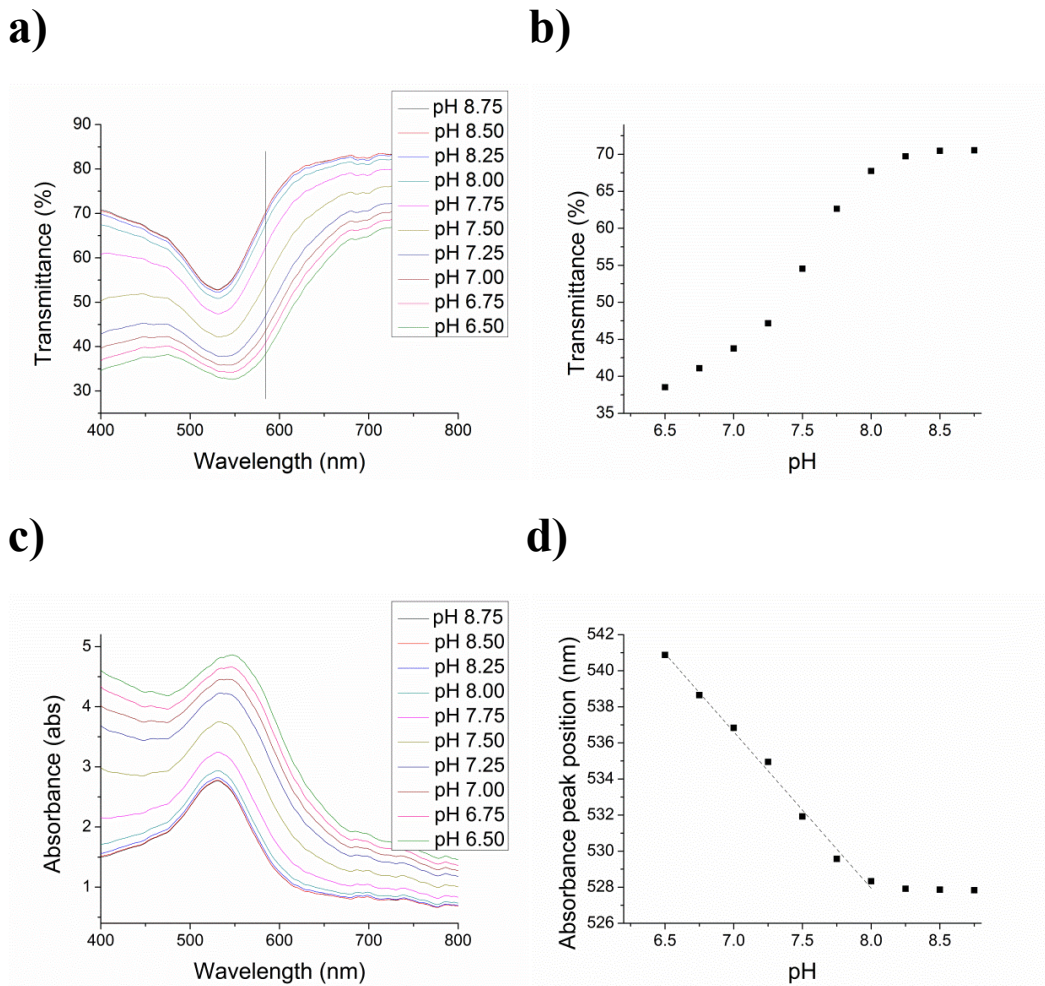 a)
90
80
70
60
50
40
30
Transmittance (%)
400 500 600 700 800
Wavelength (nm)
pH 8.75
pH 8.50
pH 8.25
pH 8.00
pH 7.75
pH 7.50
pH 7.25
pH 7.00
pH 6.75
pH 6.50
b)
70
65
60
55
50
45
40
35
Transmittance (%)
6.5 7.0 7.5 8.0 8.5
pH
c)
5
4
3
2
1
Absorbance (abs)
400 500 600 700 800
Wavelength (nm)
pH 8.75
pH 8.50
pH 8.25
pH 8.00
pH 7.75
pH 7.50
pH 7.25
pH 7.00
pH 6.75
pH 6.50
d)
542
540
538
536
534
532
530
528
526
Absorbance peak position (nm)
6.5 7.0 7.5 8.0 8.5
pH